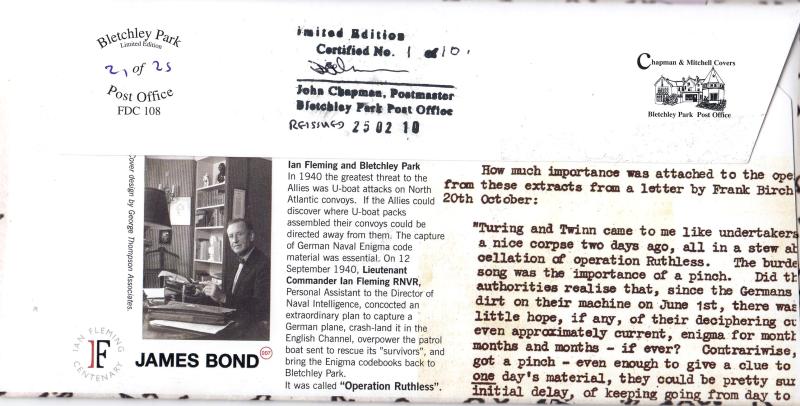 Bletchley Park
Limited Edition
21 of 25
Post Office
FDC 108
imited Edition
Certified No. 1 of 10.
John Chapman, Postmaster
Bletchley Park Post Office
REISSUED 25 02 10
Chapman & Mitchell Covers
Bletchley Park Post Office
Cover design by George Thompson Associates.
IAN FLEMING
CENTENARY
IF
JAMES BOND 007
Ian Fleming and Bletchley Park
In 1940 the greatest threat to the
Allies was U-boat attacks on North
Atlantic convoys. If the Allies could
discover where U-boat packs
assembled their convoys could be
directed away from them. The capture
of German Naval Enigma code
material was essential. On 12
September 1940, Lieutenant
Commander Ian Fleming RNVR,
Personal Assistant to the Director of
Naval Intelligence, concocted an
extraordinary plan to capture a
German plane, crash-land it in the
English Channel, overpower the patrol
boat sent to rescue its "survivors", and
bring the Enigma codebooks back to
Bletchley Park.
It was called "Operation Ruthless".
How much importance was attached to the ope
from these extracts from a letter by Frank Birch
20th October:
"Turing and Twinn came to me like undertakers
a nice corpse two days ago, all in a stew ab
cellation of operation Ruthless. The burde
song was the importance of a pinch. Did th
authorities realise that, since the Germans
dirt on their machine on June 1st, there was
little hope, if any, of their deciphering cu
even approximately current, enigma for month
months and months - if ever? Contrariwise,
got a pinch - even enough to give a clue to
one day's material, they could be pretty sur
initial delay, of keeping going from day to